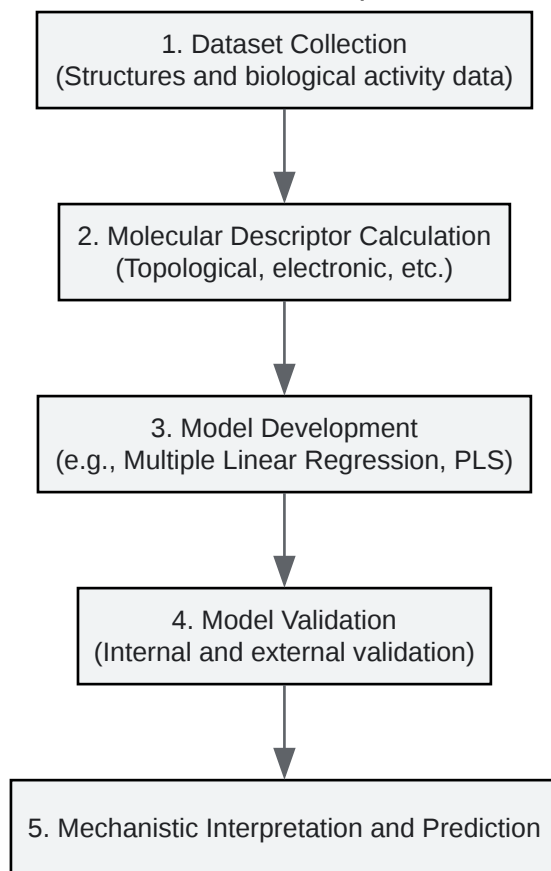 1. Dataset Collection
(Structures and biological activity data)
2. Molecular Descriptor Calculation
(Topological, electronic, etc.)
3. Model Development
(e.g., Multiple Linear Regression, PLS)
4. Model Validation
(Internal and external validation)
5. Mechanistic Interpretation and Prediction